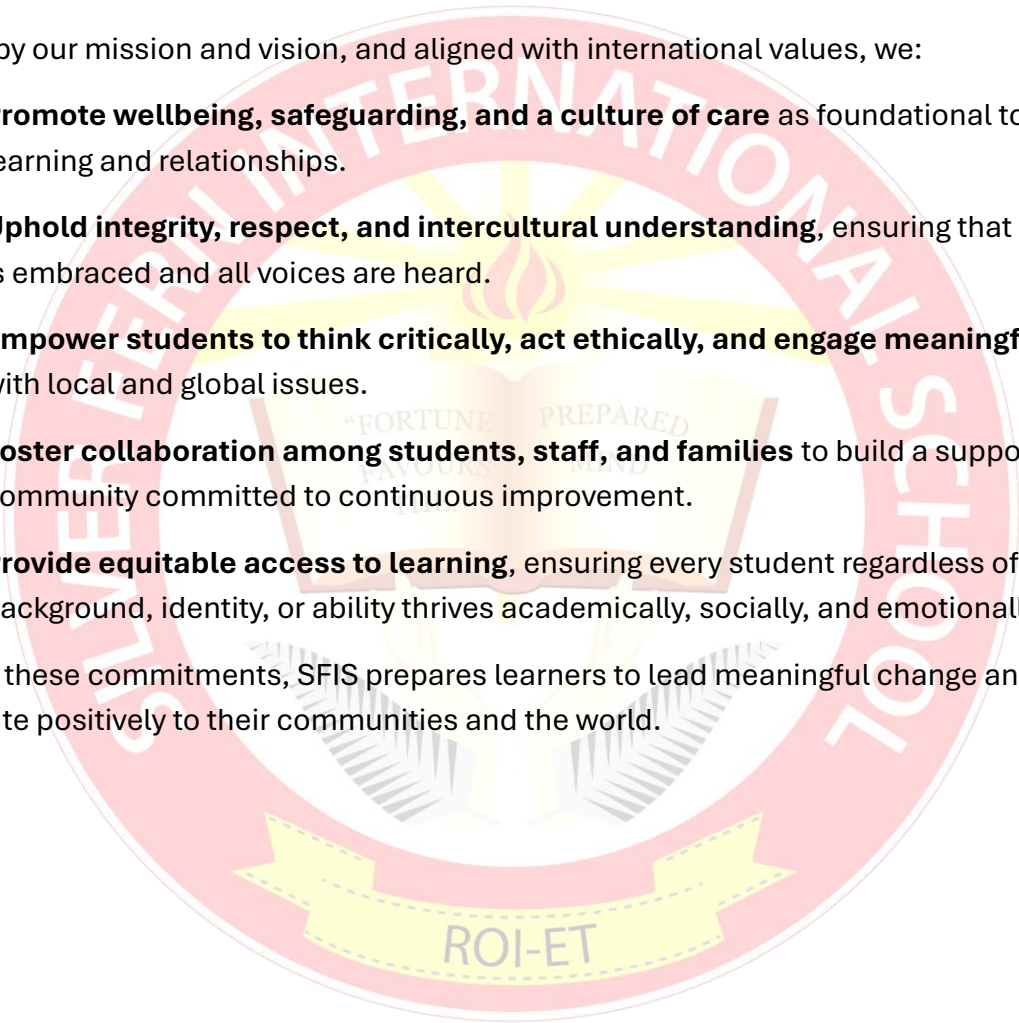 by our mission and vision, and aligned with international values, we:
romote wellbeing, safeguarding, and a culture of care as foundational to
earning and relationships.
phold integrity, respect, and intercultural understanding, ensuring that
s embraced and all voices are heard.
mpower students to think critically, act ethically, and engage meaningf
with local and global issues.
oster collaboration among students, staff, and families to build a suppo
ommunity committed to continuous improvement.
rovide equitable access to learning, ensuring every student regardless of
ackground, identity, or ability thrives academically, socially, and emotionall
these commitments, SFIS prepares learners to lead meaningful change an
te positively to their communities and the world.
SILVER FERN INTERNATIONAL SCHOOL
"FORTUNE
FAVOURS
THE
PREPARED
MIND"
ROI-ET